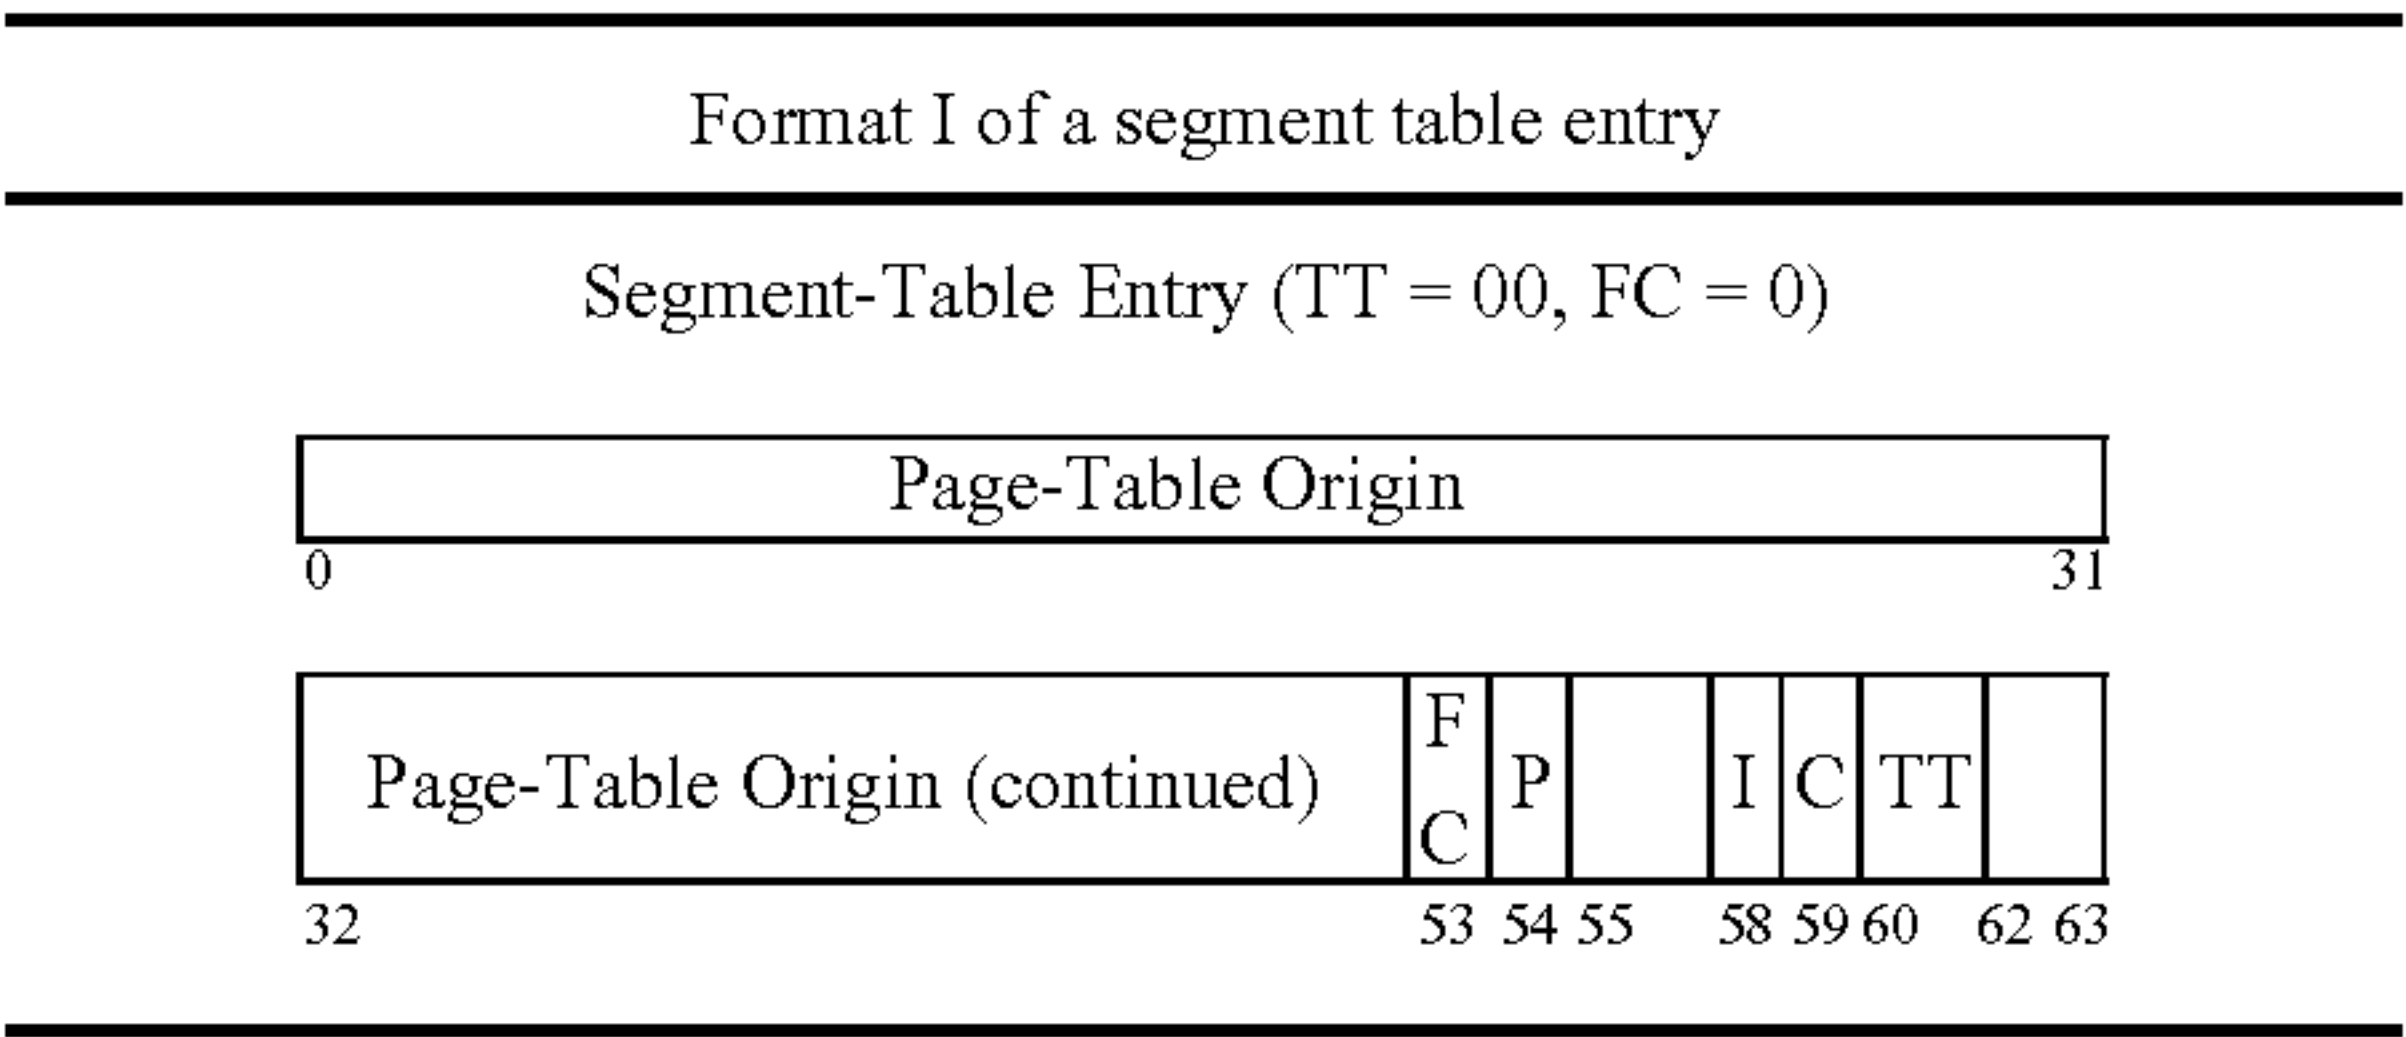 Format I of a segment table entry
Segment-Table Entry (TT = 00, FC = 0)
Page-Table Origin
0 31
Page-Table Origin (continued) F C P I C TT
32 53 54 55 58 59 60 62 63